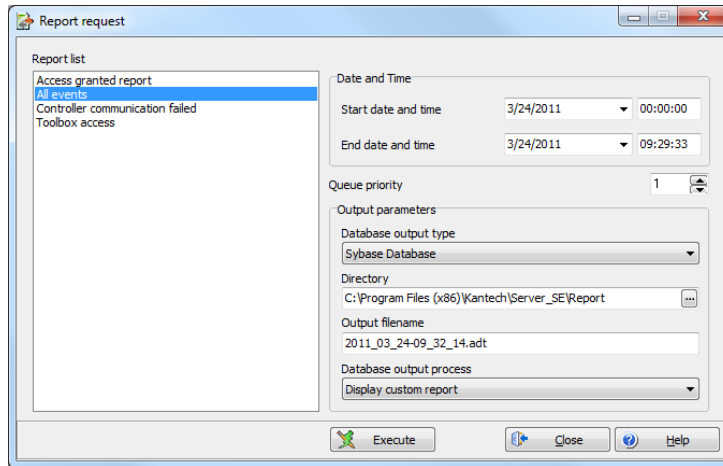 Report request
Report list
Access granted report
All events
Controller communication failed
Toolbox access
Date and Time
Start date and time 3/24/2011 00:00:00
End date and time 3/24/2011 09:29:33
Queue priority 1
Output parameters
Database output type
Sybase Database
Directory
C:\Program Files (x86)\Kantech\Server_SE\Report ...
Output filename
2011_03_24-09_32_14.adt
Database output process
Display custom report
Execute Close Help